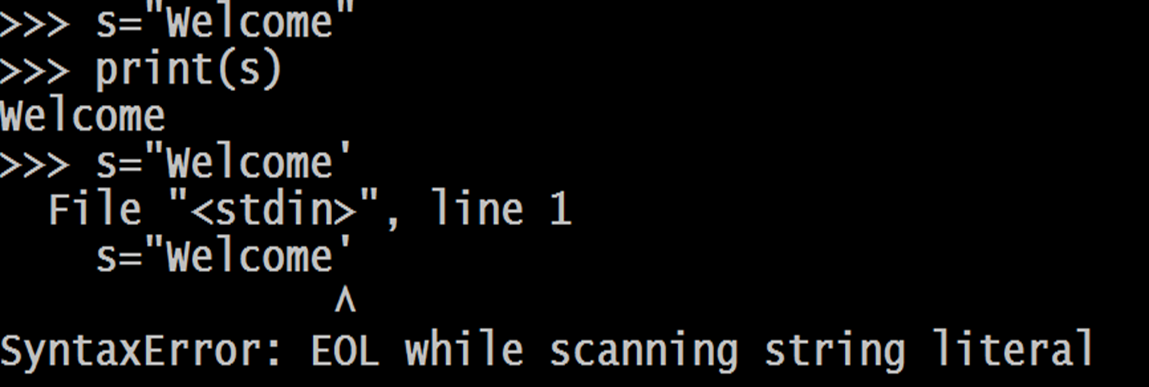 >>> s="Welcome"
>>> print(s)
Welcome
>>> s="Welcome'
  File "<stdin>", line 1
    s="Welcome'
              ^
SyntaxError: EOL while scanning string literal